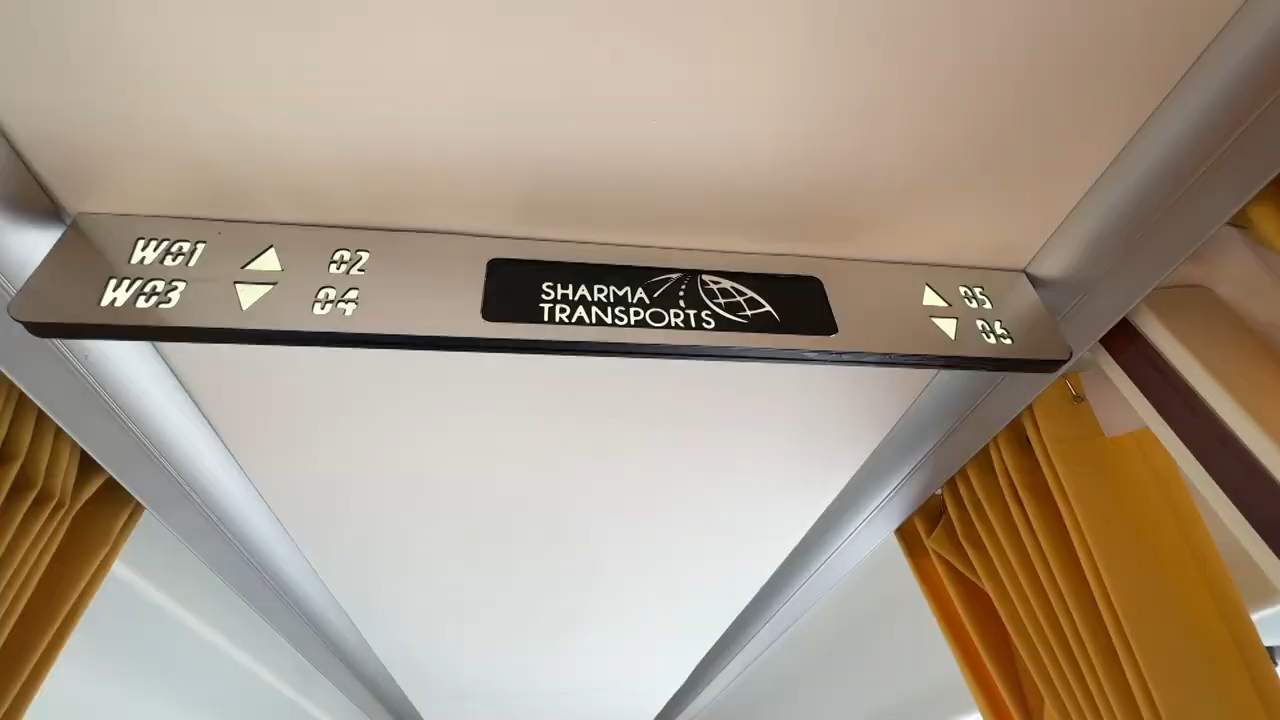 W01 ▲ 02
W03 ▼ 04
SHARMA
TRANSPORTS
▲ 05
▼ 06